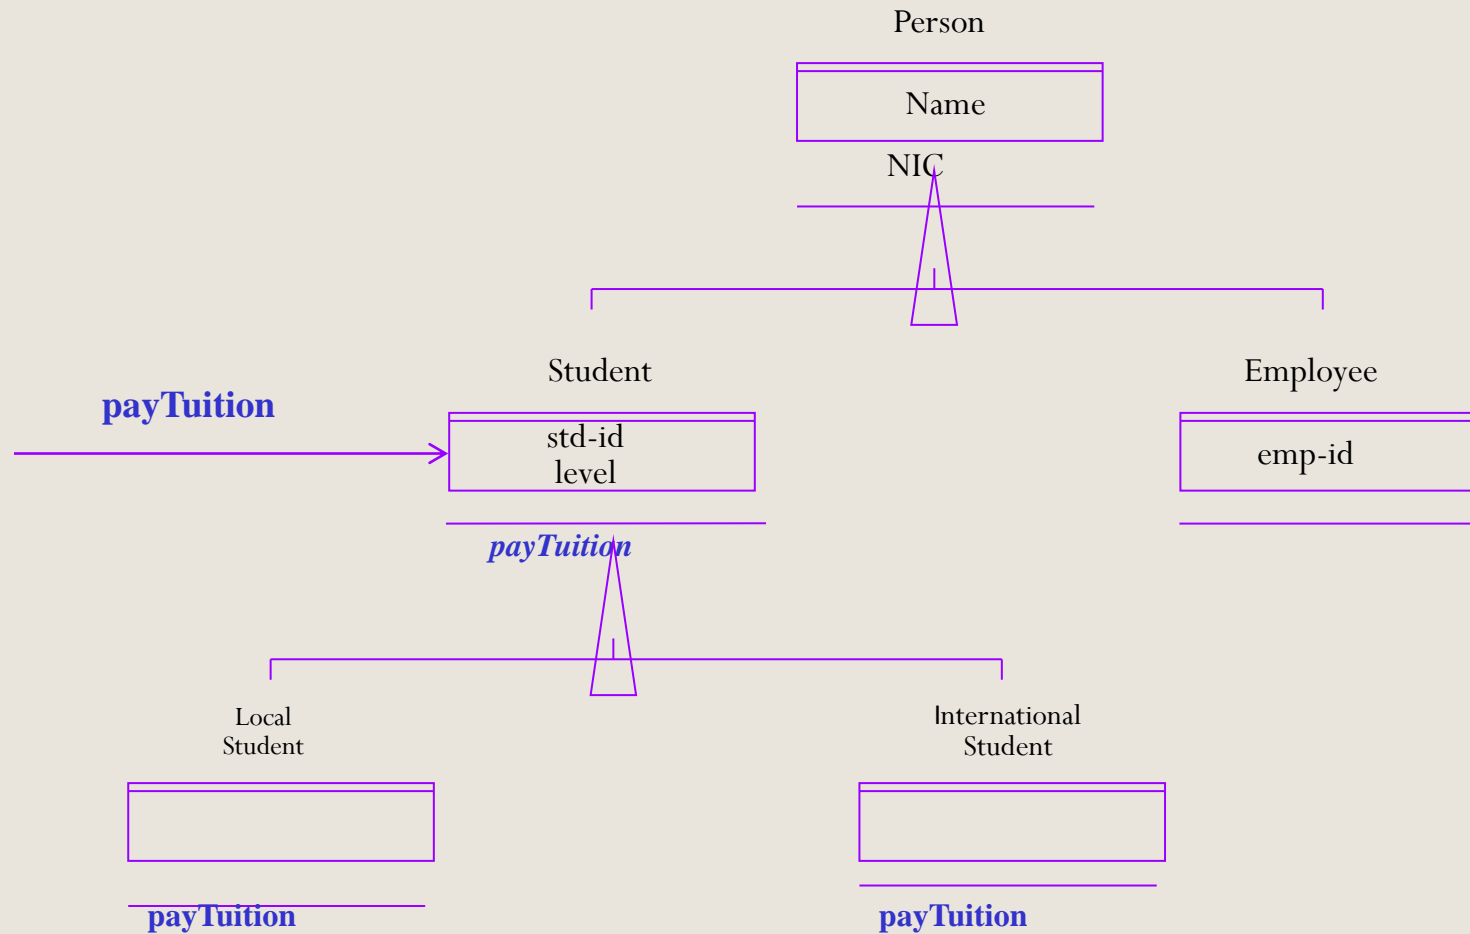 Person
Name
NIC
Student
Employee
payTuition
std-id
level
emp-id
payTuition
Local
Student
International
Student
payTuition
payTuition